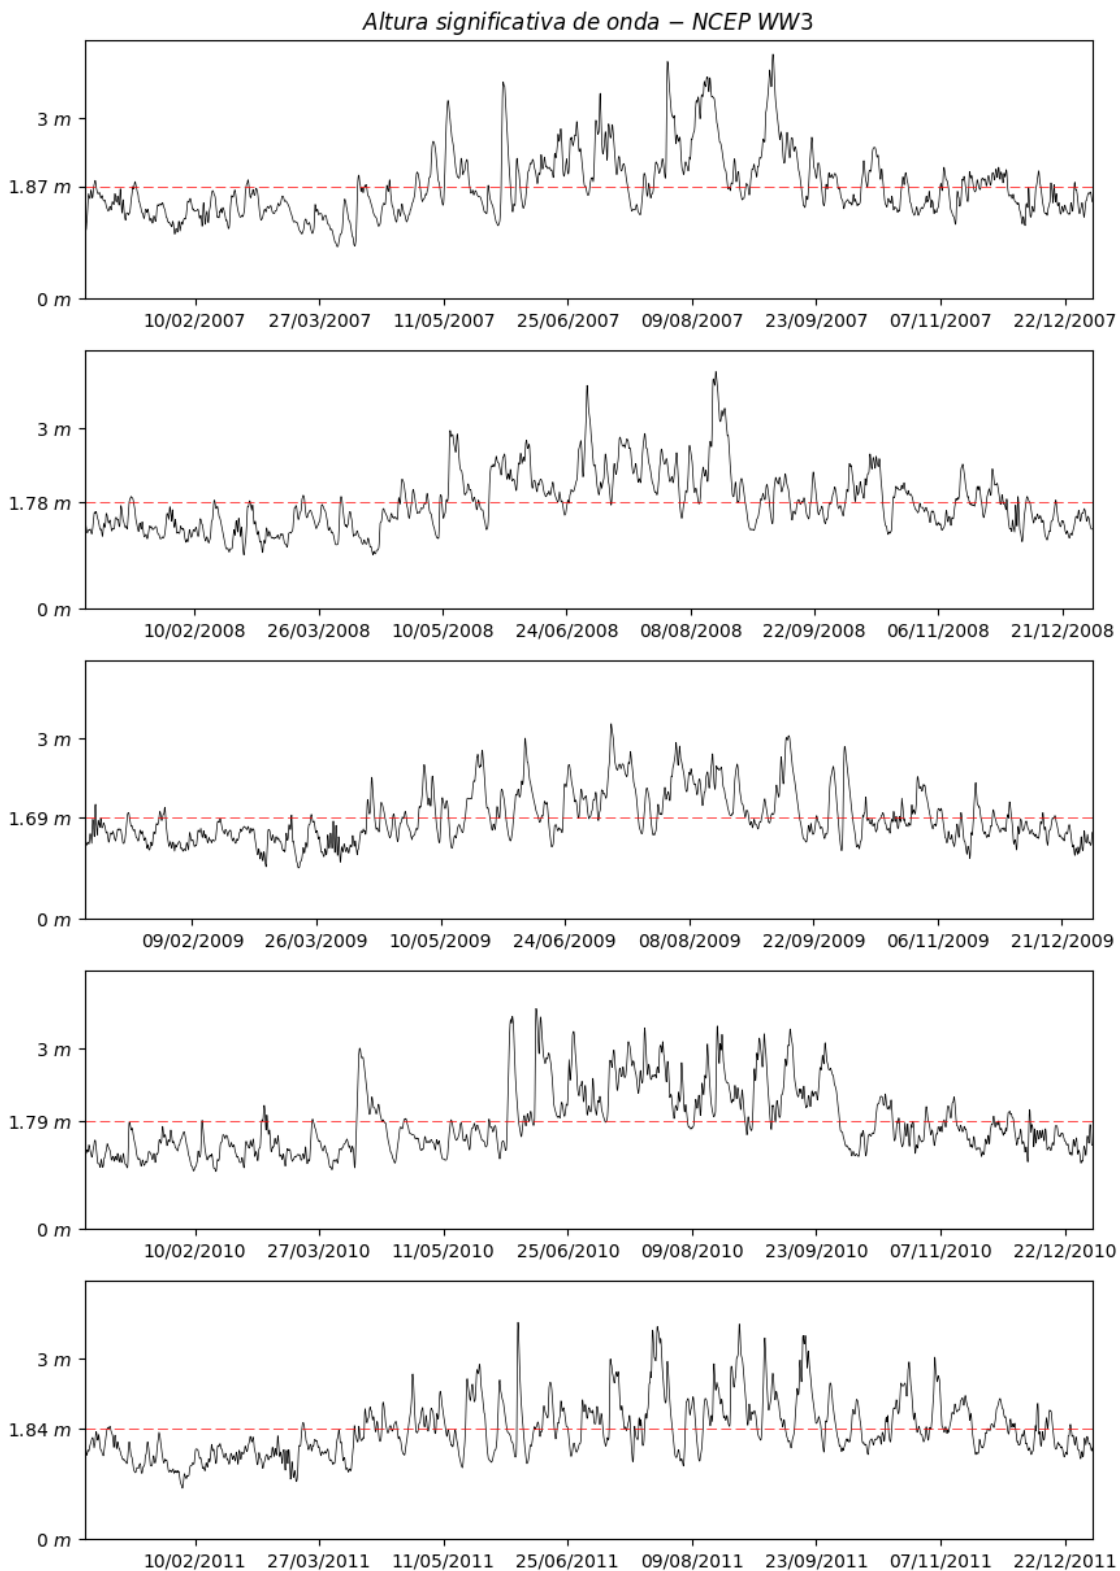 Altura significativa de onda − NCEP WW3
3 m
1.87 m
0 m
10/02/2007 27/03/2007 11/05/2007 25/06/2007 09/08/2007 23/09/2007 07/11/2007 22/12/2007
3 m
1.78 m
0 m
10/02/2008 26/03/2008 10/05/2008 24/06/2008 08/08/2008 22/09/2008 06/11/2008 21/12/2008
3 m
1.69 m
0 m
09/02/2009 26/03/2009 10/05/2009 24/06/2009 08/08/2009 22/09/2009 06/11/2009 21/12/2009
3 m
1.79 m
0 m
10/02/2010 27/03/2010 11/05/2010 25/06/2010 09/08/2010 23/09/2010 07/11/2010 22/12/2010
3 m
1.84 m
0 m
10/02/2011 27/03/2011 11/05/2011 25/06/2011 09/08/2011 23/09/2011 07/11/2011 22/12/2011